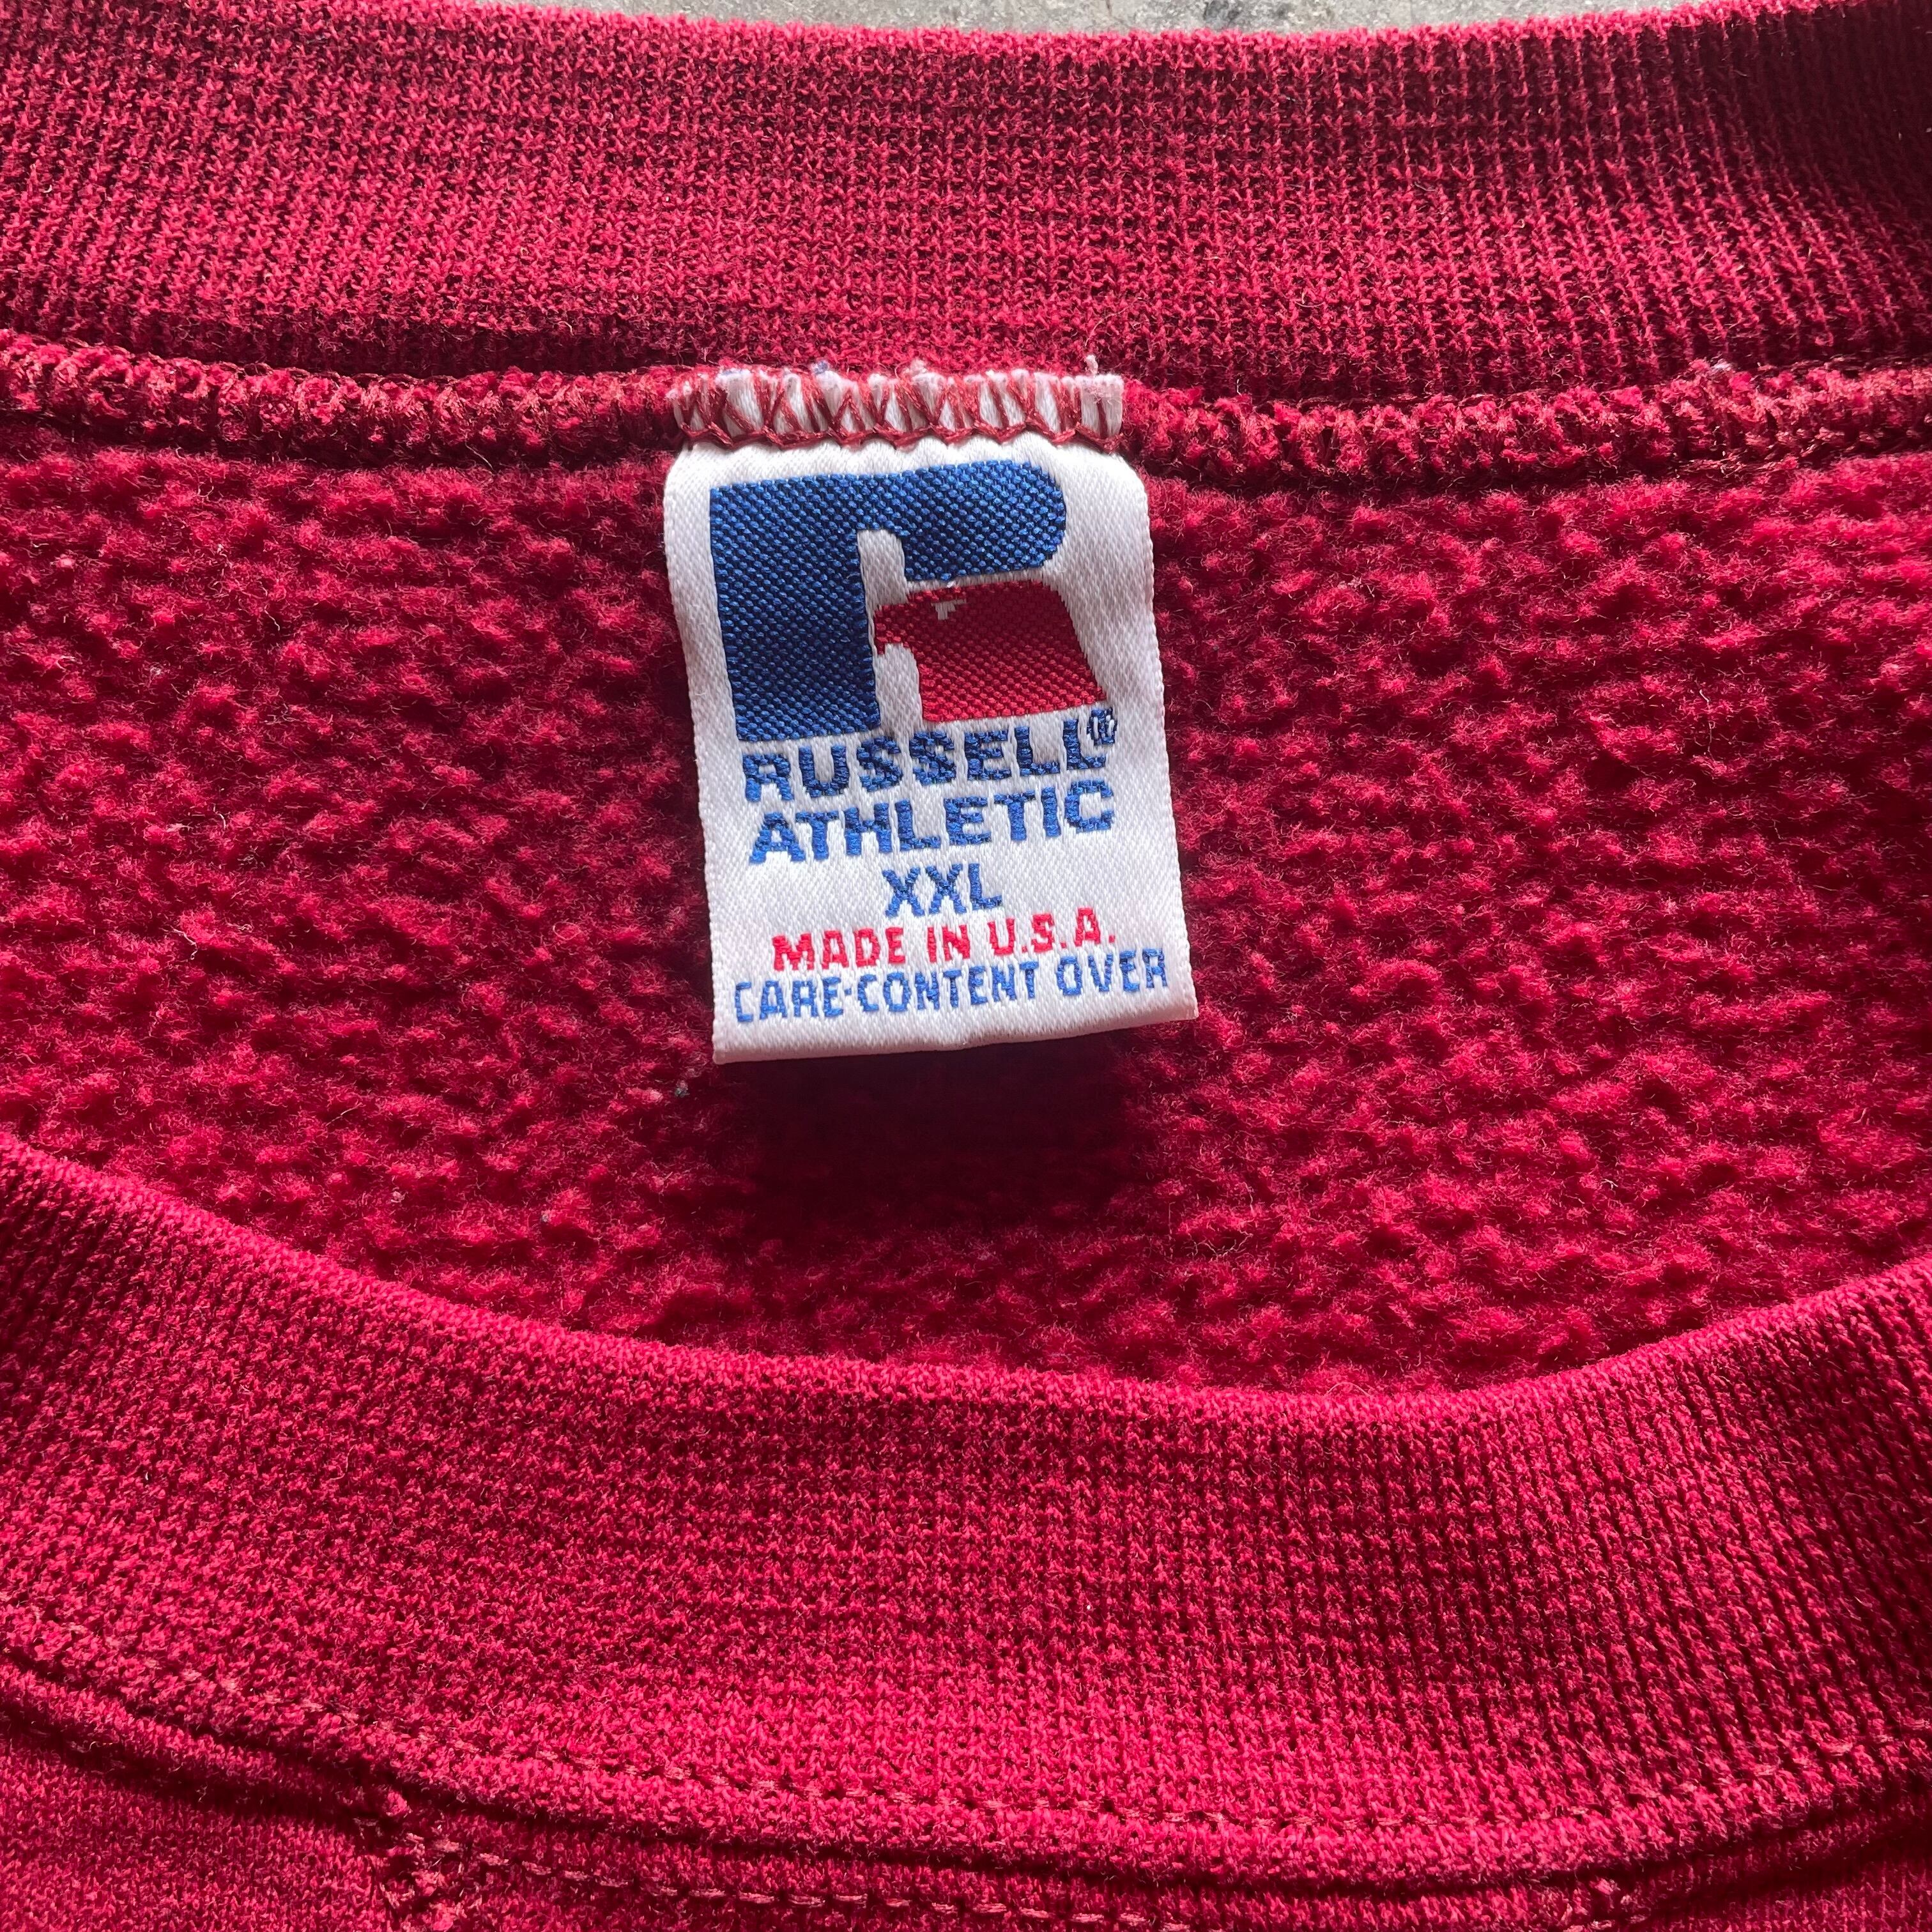 RUSSELL®
ATHLETIC
XXL
MADE IN U.S.A.
CARE·CONTENT OVER